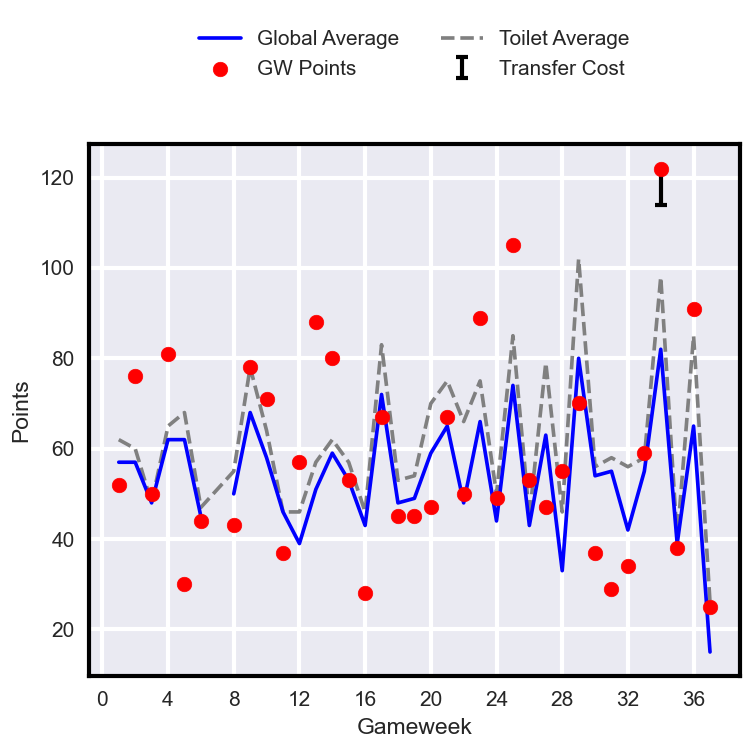 Global Average
Toilet Average
GW Points
Transfer Cost
120
100
80
60
40
20
Points
0 4 8 12 16 20 24 28 32 36
Gameweek